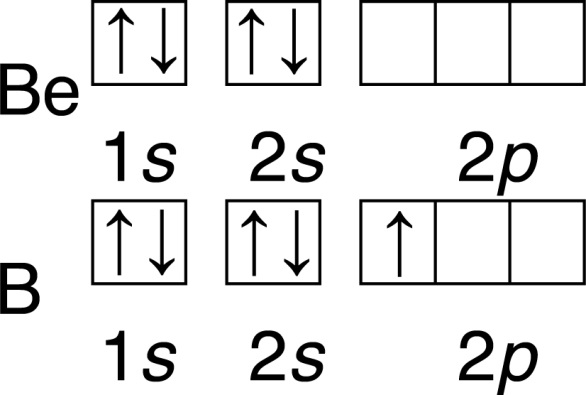 Be ↑↓ ↑↓
1s 2s 2p
B ↑↓ ↑↓ ↑
1s 2s 2p